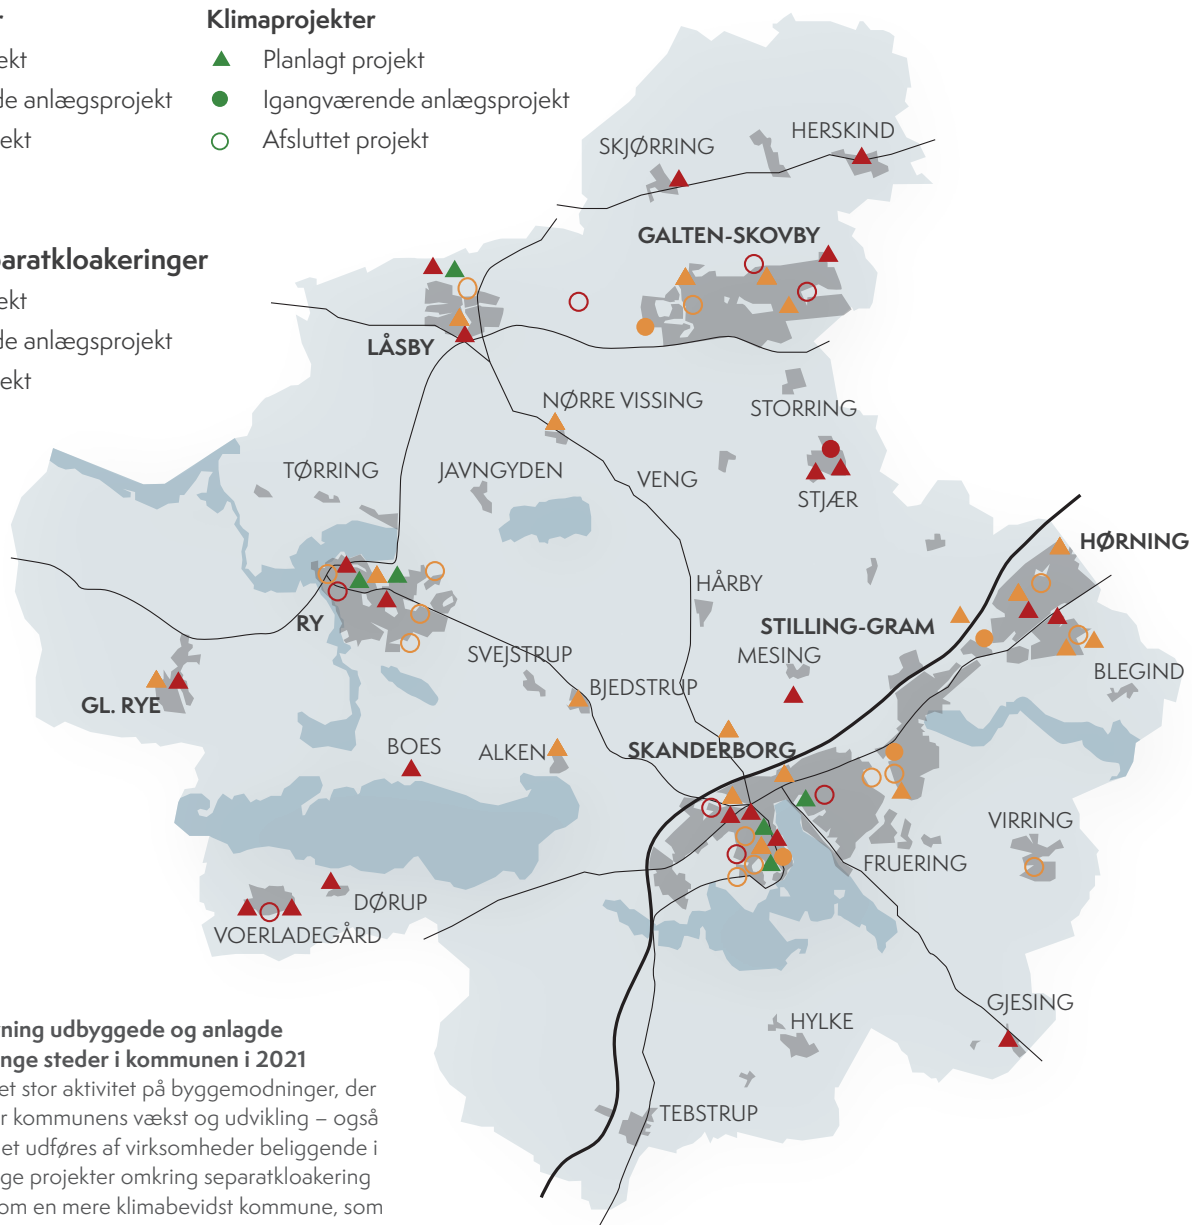 Klimaprojekter
Planlagt projekt
de anlægsprojekt
Igangværende anlægsprojekt
Afsluttet projekt
SKJØRRING
HERSKIND
GALTEN-SKOVBY
paratkloakeringer
de anlægsprojekt
LÅSBY
NØRRE VISSING
STORRING
TØRRING
JAVNGYDEN
VENG
STJÆR
HØRNING
HÅRBY
RY
STILLING-GRAM
SVEJSTRUP
MESING
BLEGIND
BJEDSTRUP
GL. RYE
BOES
ALKEN
SKANDERBORG
VIRRING
FRUERING
DØRUP
VOERLADEGÅRD
GJESING
HYLKE
TEBSTRUP
ning udbyggede og anlagde
nge steder i kommunen i 2021
et stor aktivitet på byggemodninger, der
r kommunens vækst og udvikling – også
et udføres af virksomheder beliggende i
ge projekter omkring separatkloakering
om en mere klimabevidst kommune, som